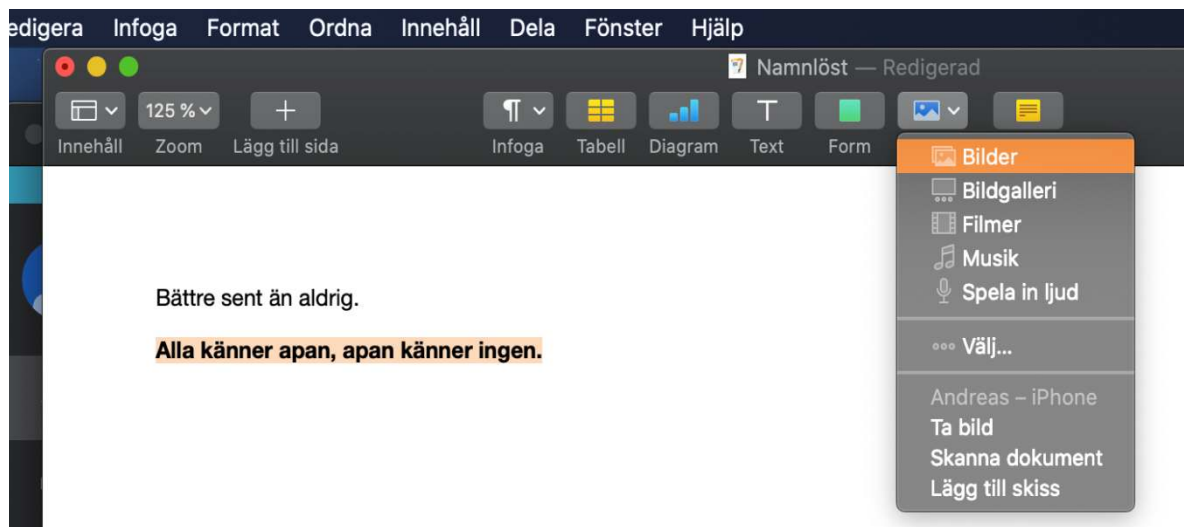 edigera Infoga Format Ordna Innehåll Dela Fönster Hjälp
Namnlöst — Redigerad
125 %
Innehåll Zoom Lägg till sida Infoga Tabell Diagram Text Form
Bilder
Bildgalleri
Filmer
Musik
Spela in ljud
Välj...
Andreas – iPhone
Ta bild
Skanna dokument
Lägg till skiss
Bättre sent än aldrig.
Alla känner apan, apan känner ingen.